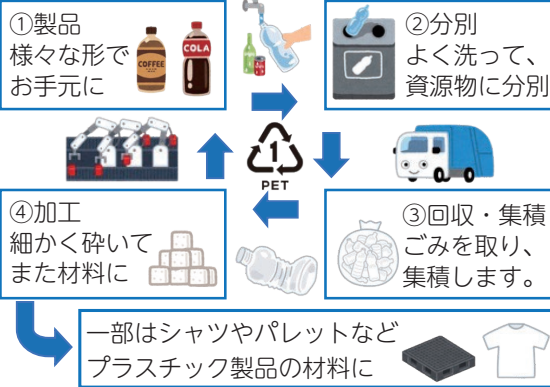 ①製品
様々な形で
お手元に
COFFEE
COLA
②分別
よく洗って、
資源物に分別
1
PET
③回収・集積
ごみを取り、
集積します。
④加工
細かく砕いて
また材料に
一部はシャツやパレットなど
プラスチック製品の材料に